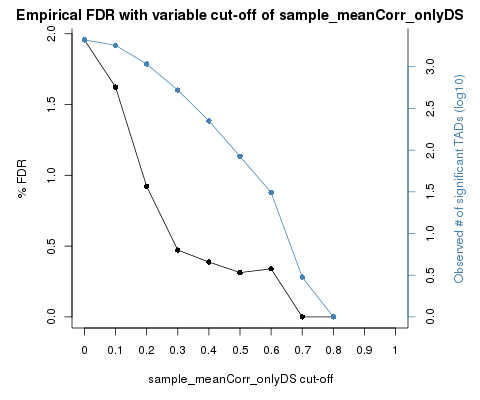 Empirical FDR with variable cut-off of sample_meanCorr_onlyDS
% FDR
2.0
1.5
1.0
0.5
0.0
Observed # of significant TADs (log10)
3.0
2.5
2.0
1.5
1.0
0.5
0.0
0 0.1 0.2 0.3 0.4 0.5 0.6 0.7 0.8 0.9 1
sample_meanCorr_onlyDS cut-off